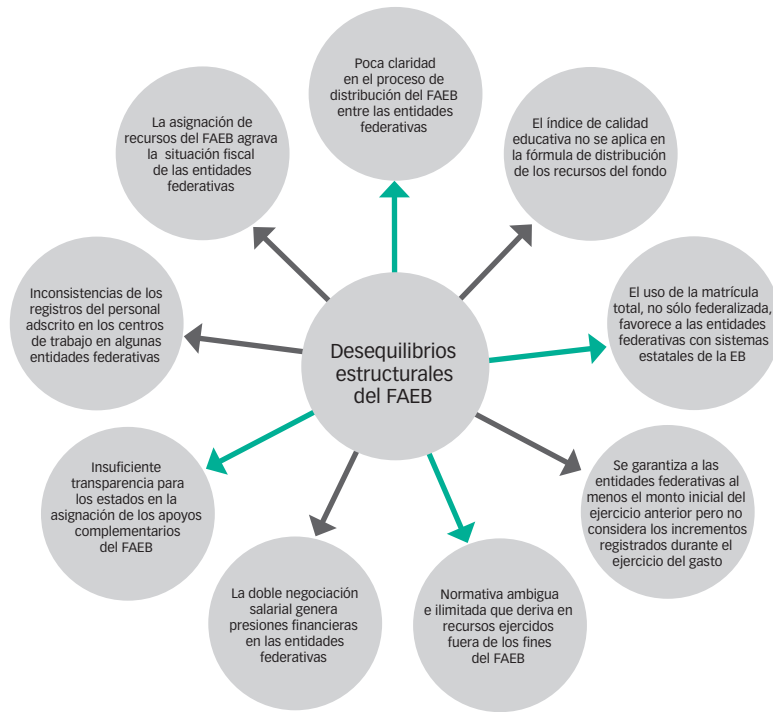 Poca claridad
en el proceso de
distribución del FAEB
entre las entidades
federativas
La asignación de
recursos del FAEB agrava
la situación fiscal
de las entidades
federativas
El índice de calidad
educativa no se aplica en
la fórmula de distribución
de los recursos del fondo
Inconsistencias de los
registros del personal
adscrito en los centros
de trabajo en algunas
entidades federativas
El uso de la matrícula
total, no sólo federalizada,
favorece a las entidades
federativas con sistemas
estatales de la EB
Desequilibrios
estructurales
del FAEB
Insuficiente
transparencia para
los estados en la
asignación de los apoyos
complementarios
del FAEB
Se garantiza a las
entidades federativas al
menos el monto inicial del
ejercicio anterior pero no
considera los incrementos
registrados durante el
ejercicio del gasto
La doble negociación
salarial genera
presiones financieras
en las entidades
federativas
Normativa ambigua
e ilimitada que deriva en
recursos ejercidos
fuera de los fines
del FAEB